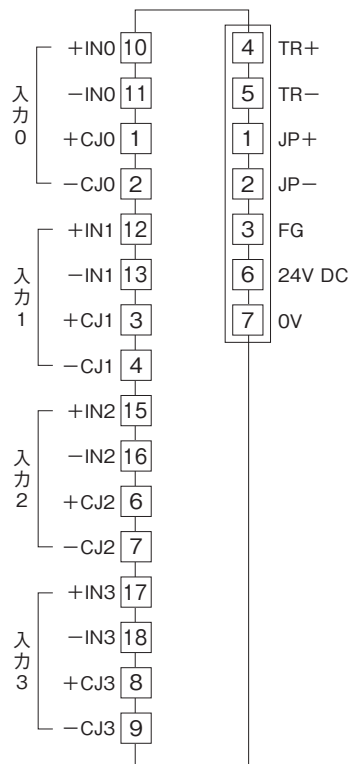 入力0
+IN0 10
−IN0 11
+CJ0 1
−CJ0 2
入力1
+IN1 12
−IN1 13
+CJ1 3
−CJ1 4
入力2
+IN2 15
−IN2 16
+CJ2 6
−CJ2 7
入力3
+IN3 17
−IN3 18
+CJ3 8
−CJ3 9
4 TR+
5 TR−
1 JP+
2 JP−
3 FG
6 24V DC
7 0V